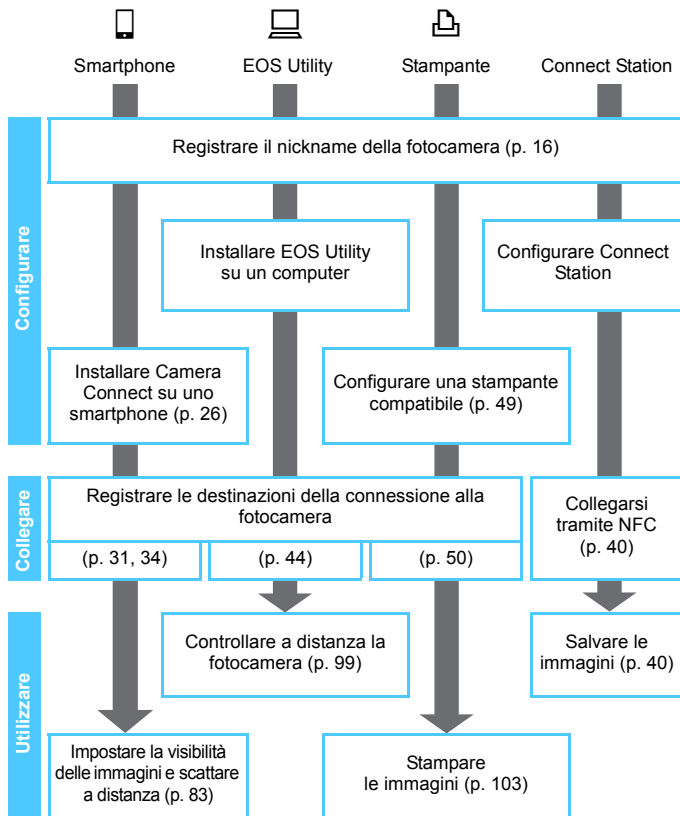 Smartphone
EOS Utility
Stampante
Connect Station
Configurare
Registrare il nickname della fotocamera (p. 16)
Installare EOS Utility
su un computer
Configurare Connect
Station
Installare Camera
Connect su uno
smartphone (p. 26)
Configurare una stampante
compatibile (p. 49)
Collegare
Registrare le destinazioni della connessione alla
fotocamera
(p. 31, 34)
(p. 44)
(p. 50)
Collegarsi
tramite NFC
(p. 40)
Utilizzare
Controllare a distanza la
fotocamera (p. 99)
Salvare le
immagini (p. 40)
Impostare la visibilità
delle immagini e scattare
a distanza (p. 83)
Stampare
le immagini (p. 103)